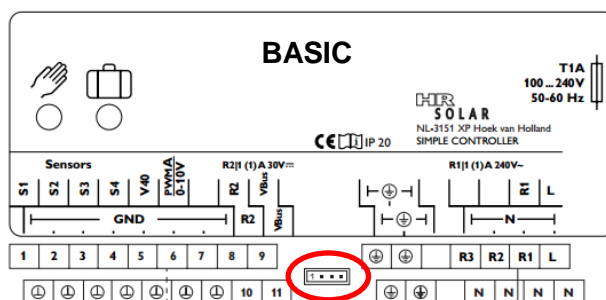 BASIC
T1A
100 ... 240V
50-60 Hz
HR
SOLAR
NL-3151 XP Hoek van Holland
SIMPLE CONTROLLER
CE i IP 20
Sensors R2|1 (1) A 30V⎓ R1|1 (1) A 240V~
S1 S2 S3 S4 V40 PWMA 0-10V R2 VBus R1 L
GND R2 VBus N
1 2 3 4 5 6 7 8 9 R3 R2 R1 L
1
10 11 N N N N